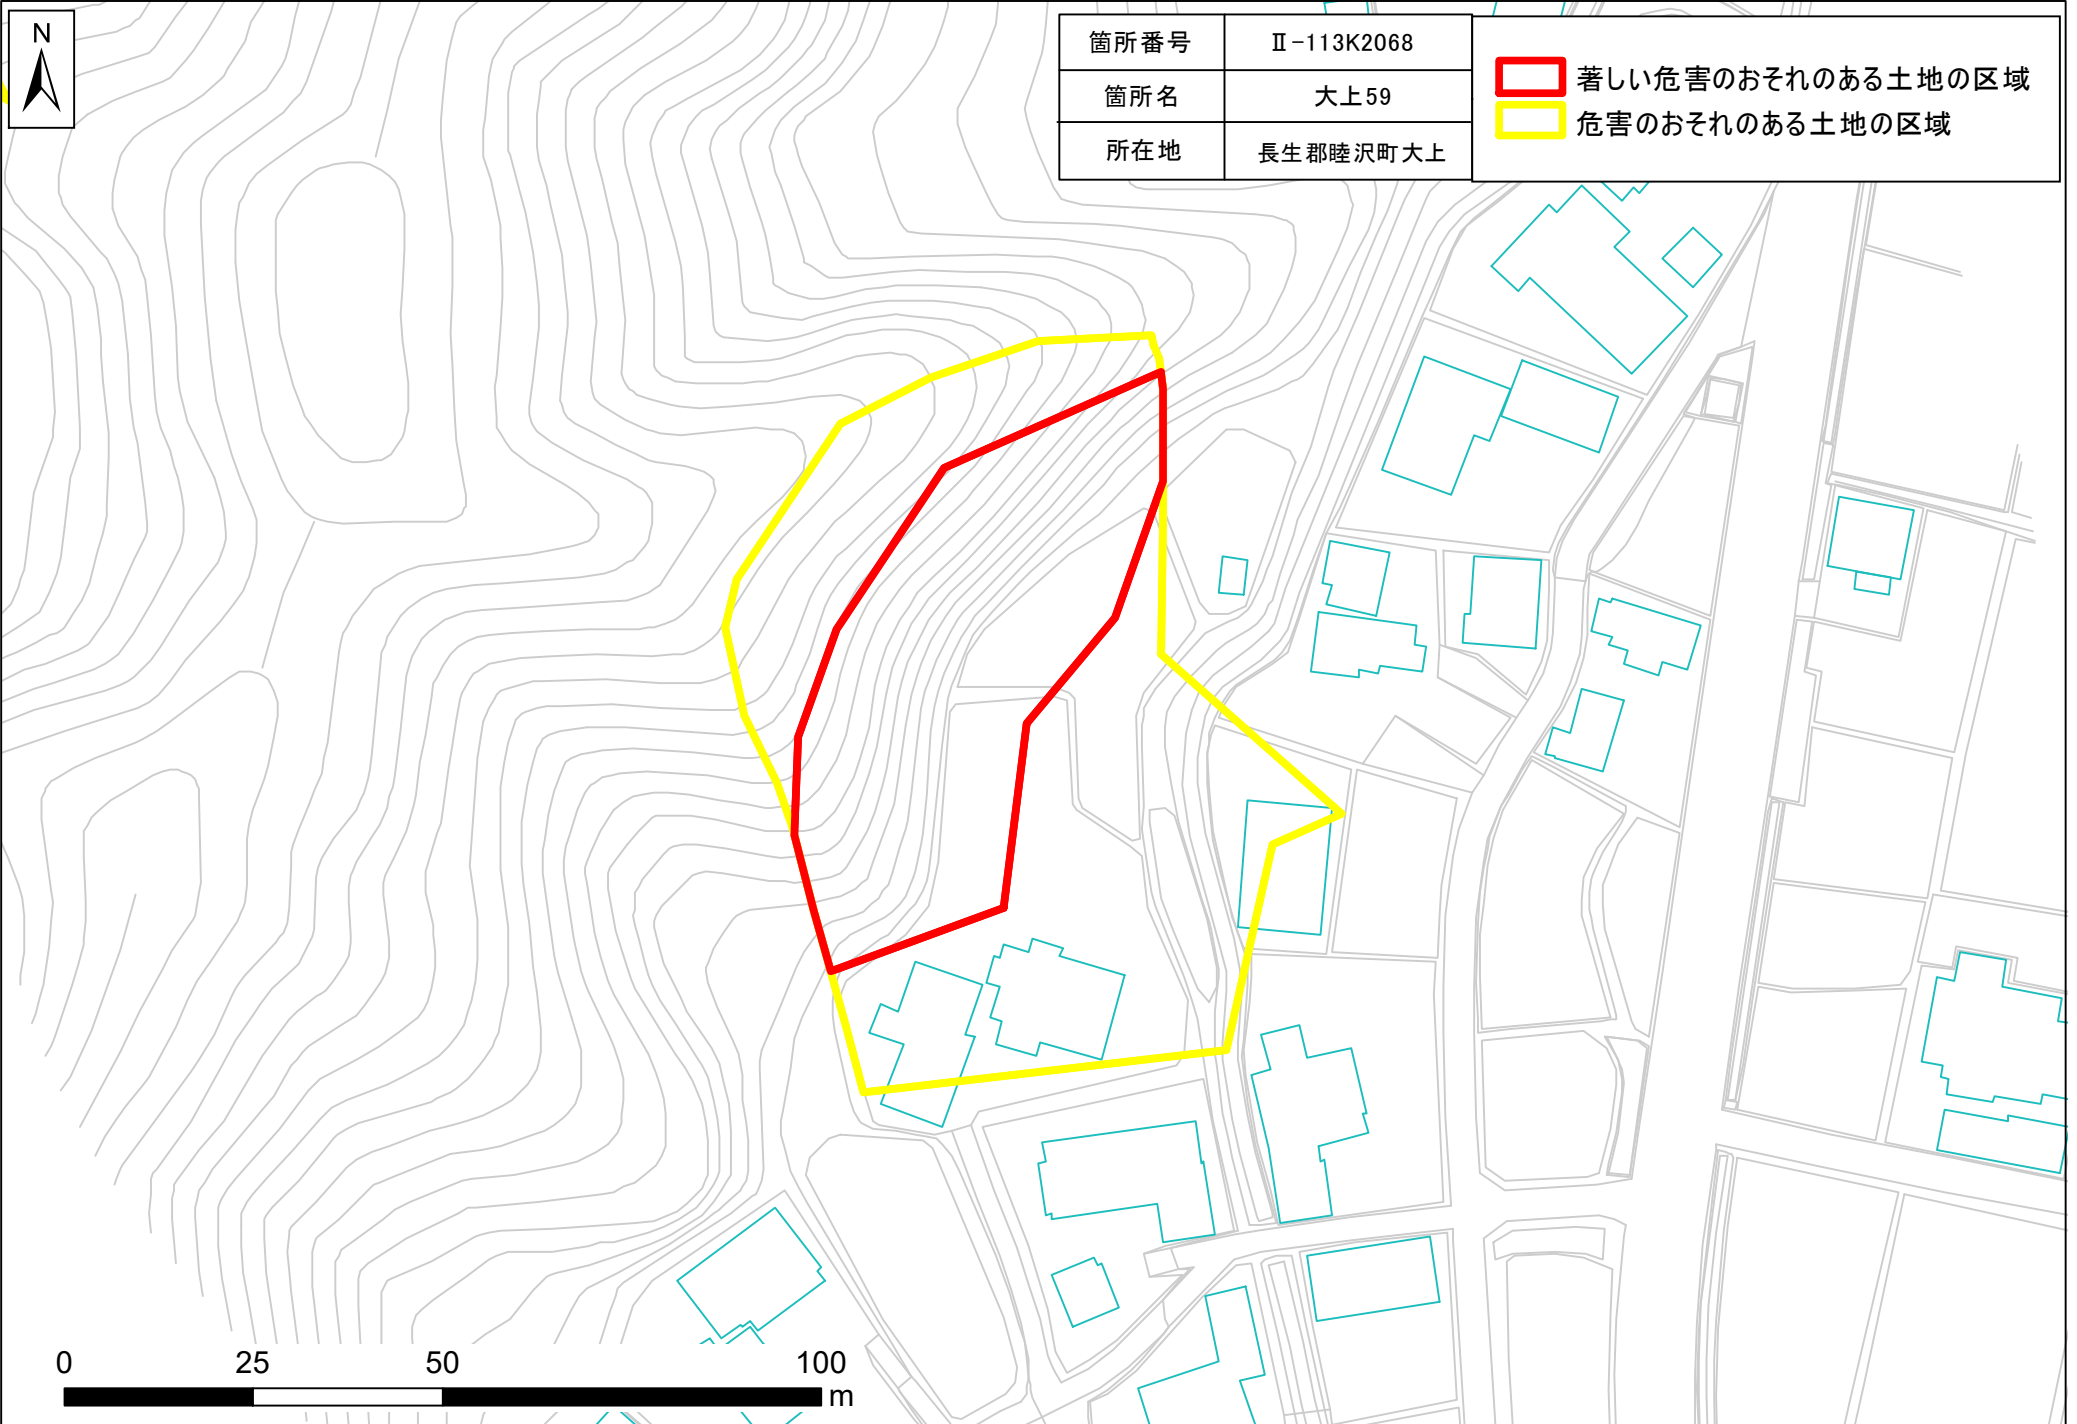 N
箇所番号 Ⅱ-113K2068
箇所名 大上59
所在地 長生郡睦沢町大上
著しい危害のおそれのある土地の区域
危害のおそれのある土地の区域
0 25 50 100
m